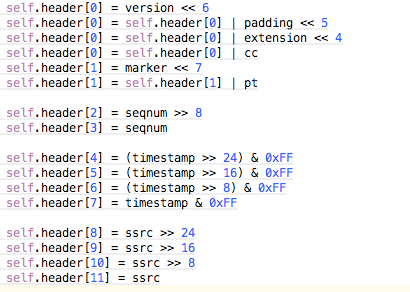 self.header[0] = version << 6
self.header[0] = self.header[0] | padding << 5
self.header[0] = self.header[0] | extension << 4
self.header[0] = self.header[0] | cc
self.header[1] = marker << 7
self.header[1] = self.header[1] | pt
self.header[2] = seqnum >> 8
self.header[3] = seqnum
self.header[4] = (timestamp >> 24) & 0xFF
self.header[5] = (timestamp >> 16) & 0xFF
self.header[6] = (timestamp >> 8) & 0xFF
self.header[7] = timestamp & 0xFF
self.header[8] = ssrc >> 24
self.header[9] = ssrc >> 16
self.header[10] = ssrc >> 8
self.header[11] = ssrc